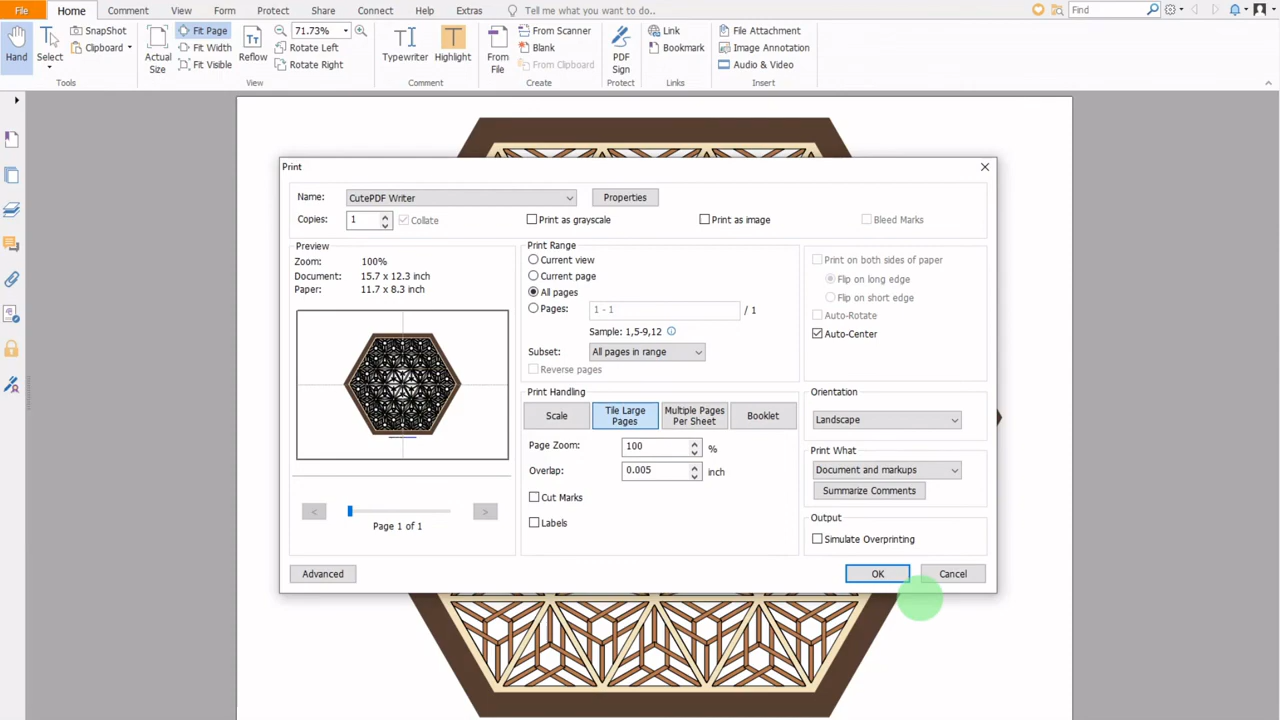 File Home Comment View Form Protect Share Connect Help Extras Tell me what you want to do.. Find
SnapShot Fit Page 71.73% From Scanner Link File Attachment
Clipboard Fit Width Rotate Left Blank Bookmark Image Annotation
Hand Select Actual Size Fit Visible Reflow Rotate Right Typewriter Highlight From File From Clipboard PDF Sign Audio & Video
Tools View Comment Create Protect Links Insert
Print
Name: CutePDF Writer Properties
Copies: 1 Collate Print as grayscale Print as image Bleed Marks
Preview
Zoom: 100%
Document: 15.7 x 12.3 inch
Paper: 11.7 x 8.3 inch
< >
Page 1 of 1
Print Range
Current view
Current page
All pages
Pages: 1 - 1 / 1
Sample: 1,5-9,12
Subset: All pages in range
Reverse pages
Print Handling
Scale Tile Large Pages Multiple Pages Per Sheet Booklet
Page Zoom: 100 %
Overlap: 0.005 inch
Cut Marks
Labels
Print on both sides of paper
Flip on long edge
Flip on short edge
Auto-Rotate
Auto-Center
Orientation
Landscape
Print What
Document and markups
Summarize Comments
Output
Simulate Overprinting
Advanced OK Cancel